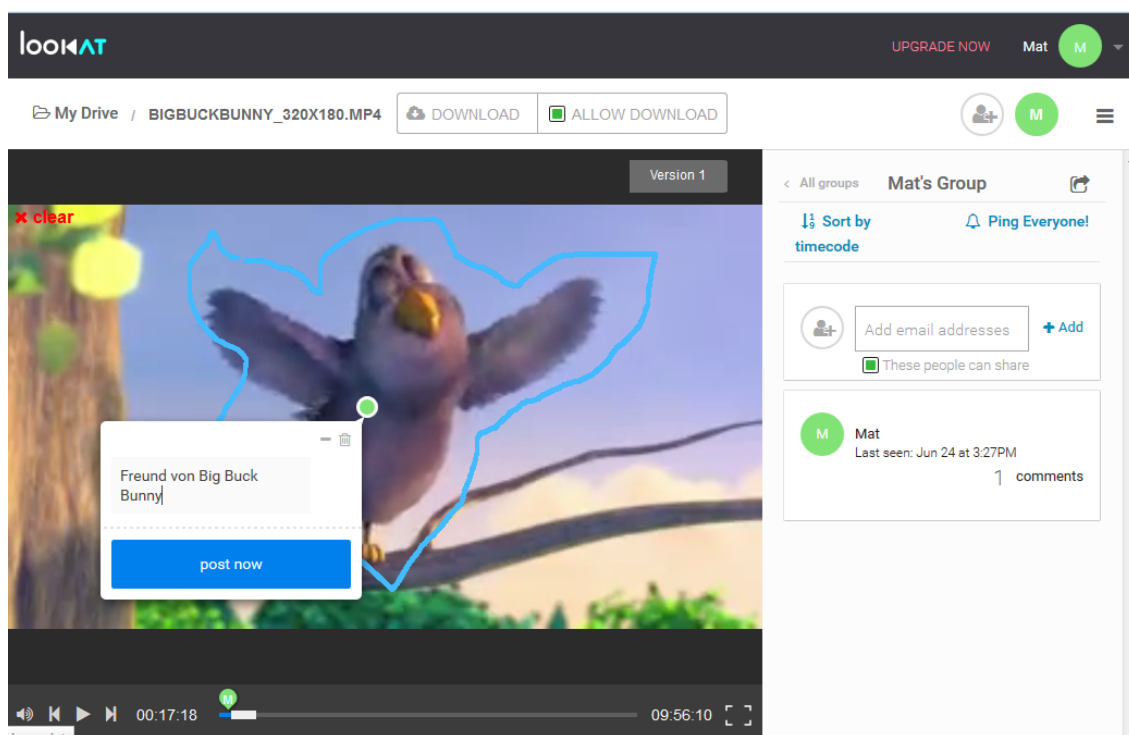 lOOKAT
UPGRADE NOW
Mat
M
My Drive / BIGBUCKBUNNY_320X180.MP4
DOWNLOAD
ALLOW DOWNLOAD
M
Version 1
clear
Freund von Big Buck
Bunny
post now
00:17:18
M
09:56:10
< All groups
Mat's Group
Sort by
timecode
Ping Everyone!
Add email addresses
+ Add
These people can share
M
Mat
Last seen: Jun 24 at 3:27PM
1 comments